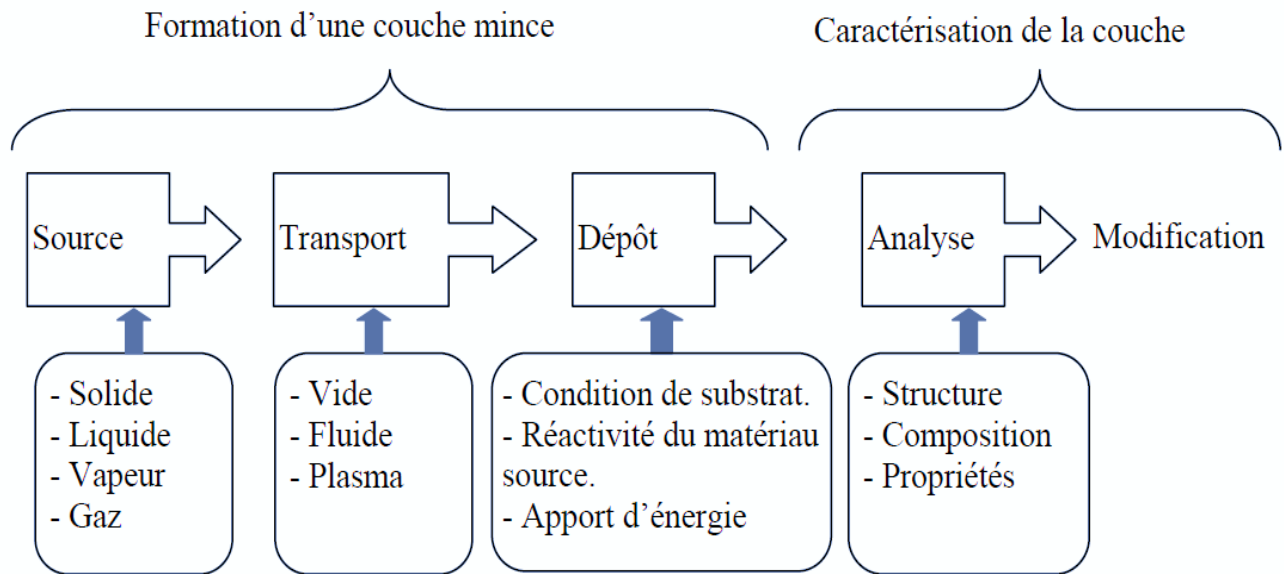 Formation d’une couche mince
Caractérisation de la couche
Source
Transport
Dépôt
Analyse
Modification
- Solide
- Liquide
- Vapeur
- Gaz
- Vide
- Fluide
- Plasma
- Condition de substrat.
- Réactivité du matériau
source.
- Apport d’énergie
- Structure
- Composition
- Propriétés